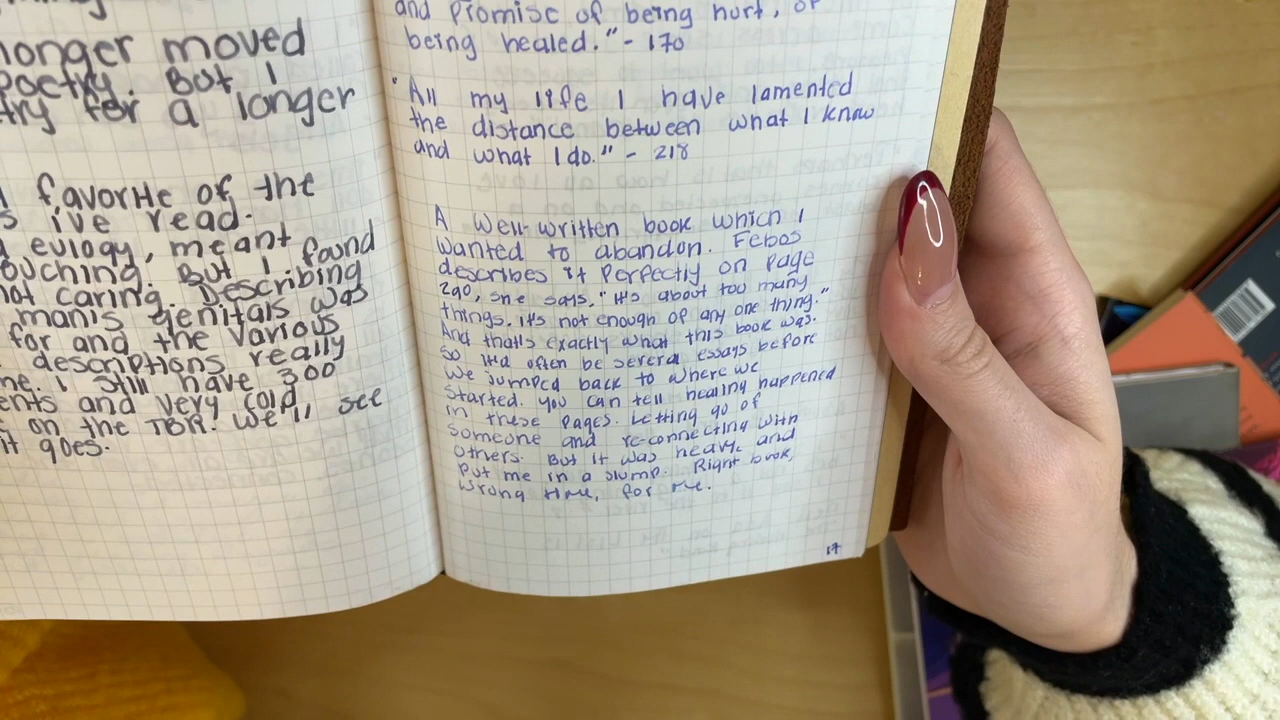 longer moved
poetry. But I
try for a longer
favorite of the
s ive read.
eulogy, meant
ouching. But I found
not caring. Describing
manis genitals was
for and the various
descriptions really
me. I still have 300
ents and very cold
s on the TBR. We'll see
it goes.
and promise of being hurt, or
being healed." - 170
"All my life I have lamented
the distance between what I know
and what I do." - 218
A well-written book which I
wanted to abandon. Febos
describes it perfectly on page
290, she says. "It's about too many
things. it's not enough of any one thing."
And that's exactly what this book was.
So it'd often be several essays before
we jumped back to where we
started. You can tell healing happened
in these pages. Letting go of
someone and re-connecting with
others. But it was heavy and
put me in a slump. Right book,
wrong time, for me.
17